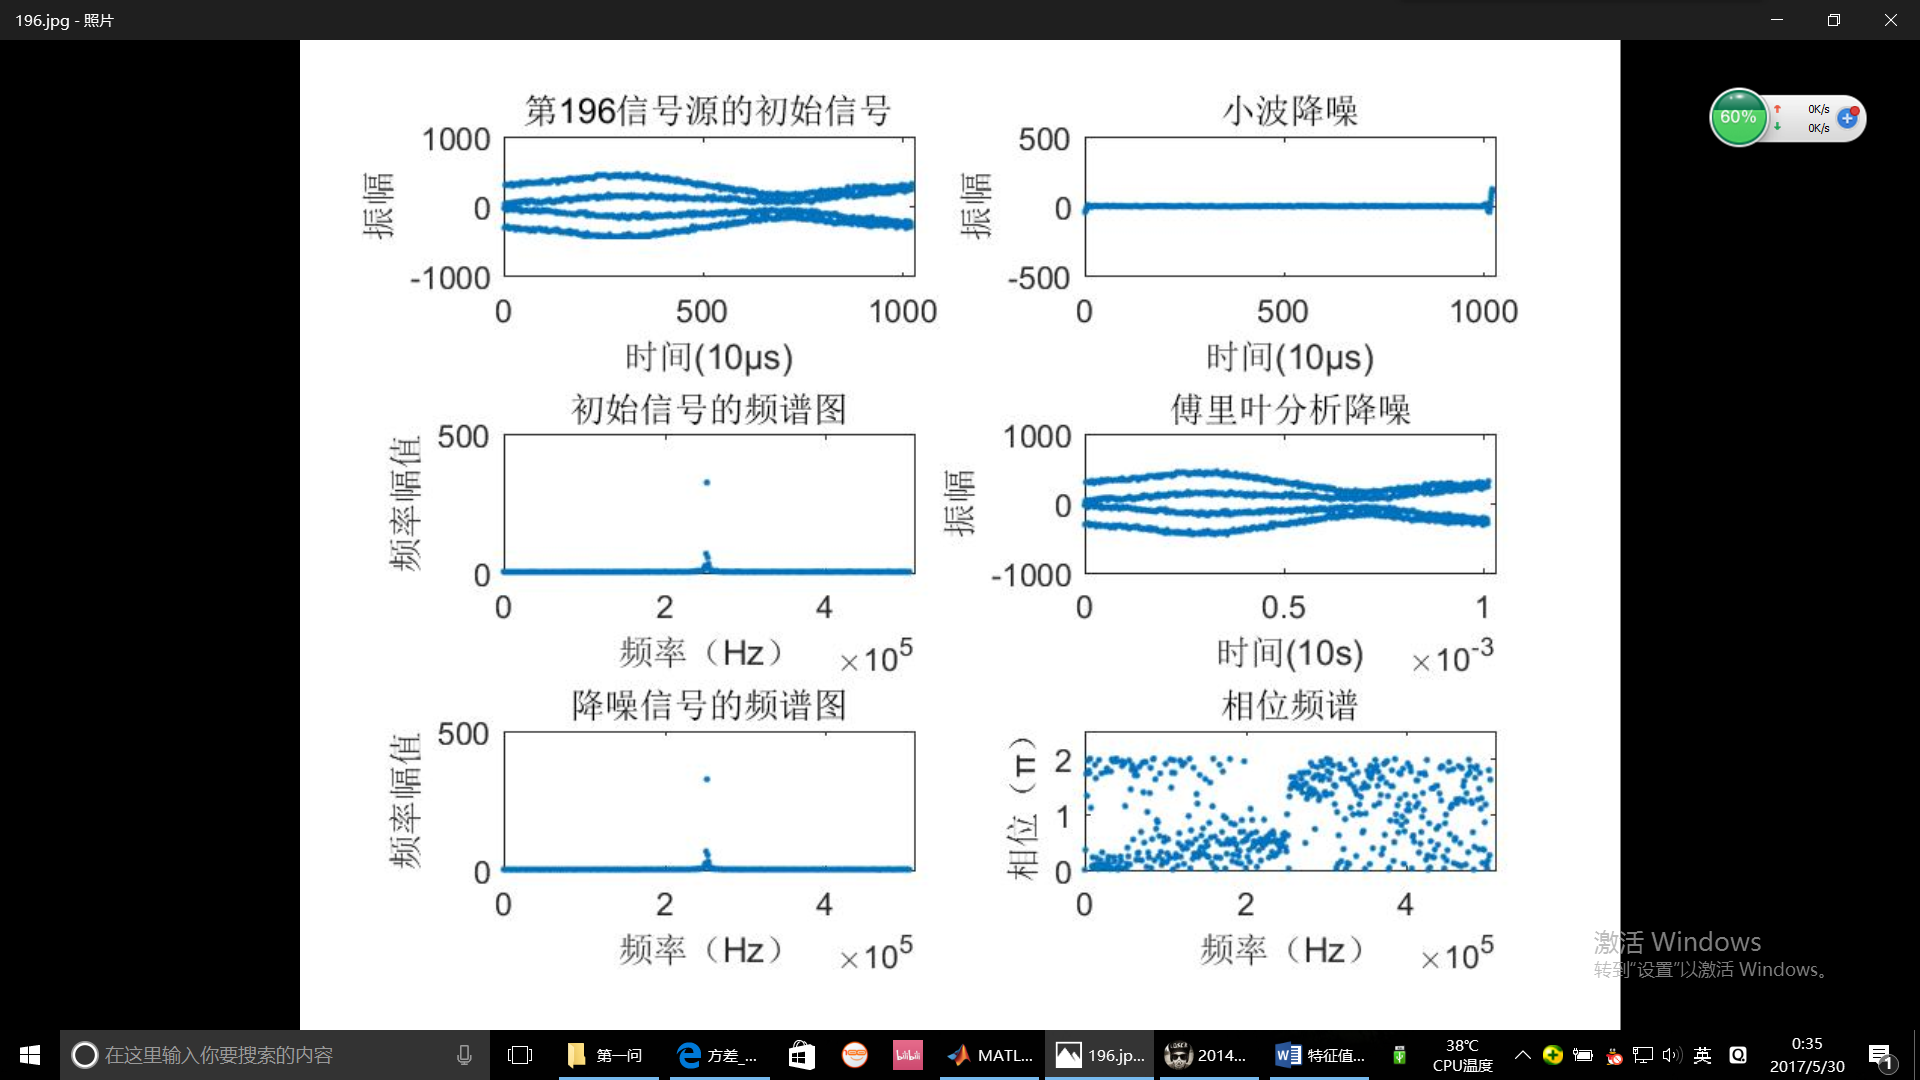 196.jpg - 照片
60%
0K/s
0K/s
第196信号源的初始信号
1000
0
-1000
振幅
0 500 1000
时间(10μs)
小波降噪
500
0
-500
振幅
0 500 1000
时间(10μs)
初始信号的频谱图
500
0
频率幅值
0 2 4
频率（Hz） ×10^5
傅里叶分析降噪
1000
0
-1000
振幅
0 0.5 1
时间(10s) ×10^-3
降噪信号的频谱图
500
0
频率幅值
0 2 4
频率（Hz） ×10^5
相位频谱
2
1
0
相位（π）
0 2 4
频率（Hz） ×10^5
激活 Windows
转到“设置”以激活 Windows。
在这里输入你要搜索的内容
第一问
方差_...
bilibili
MATL...
196.jp...
2014...
特征值...
38℃
CPU温度
英
0:35
2017/5/30
1